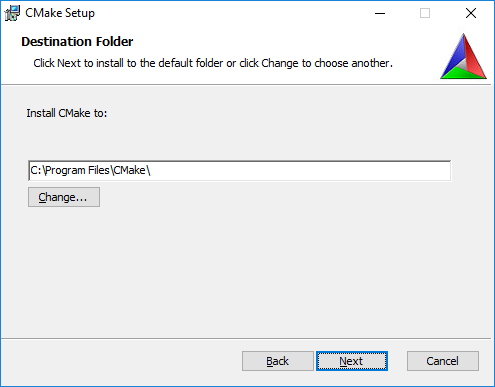 CMake Setup
Destination Folder
Click Next to install to the default folder or click Change to choose another.
Install CMake to:
C:\Program Files\CMake\
Change...
Back
Next
Cancel